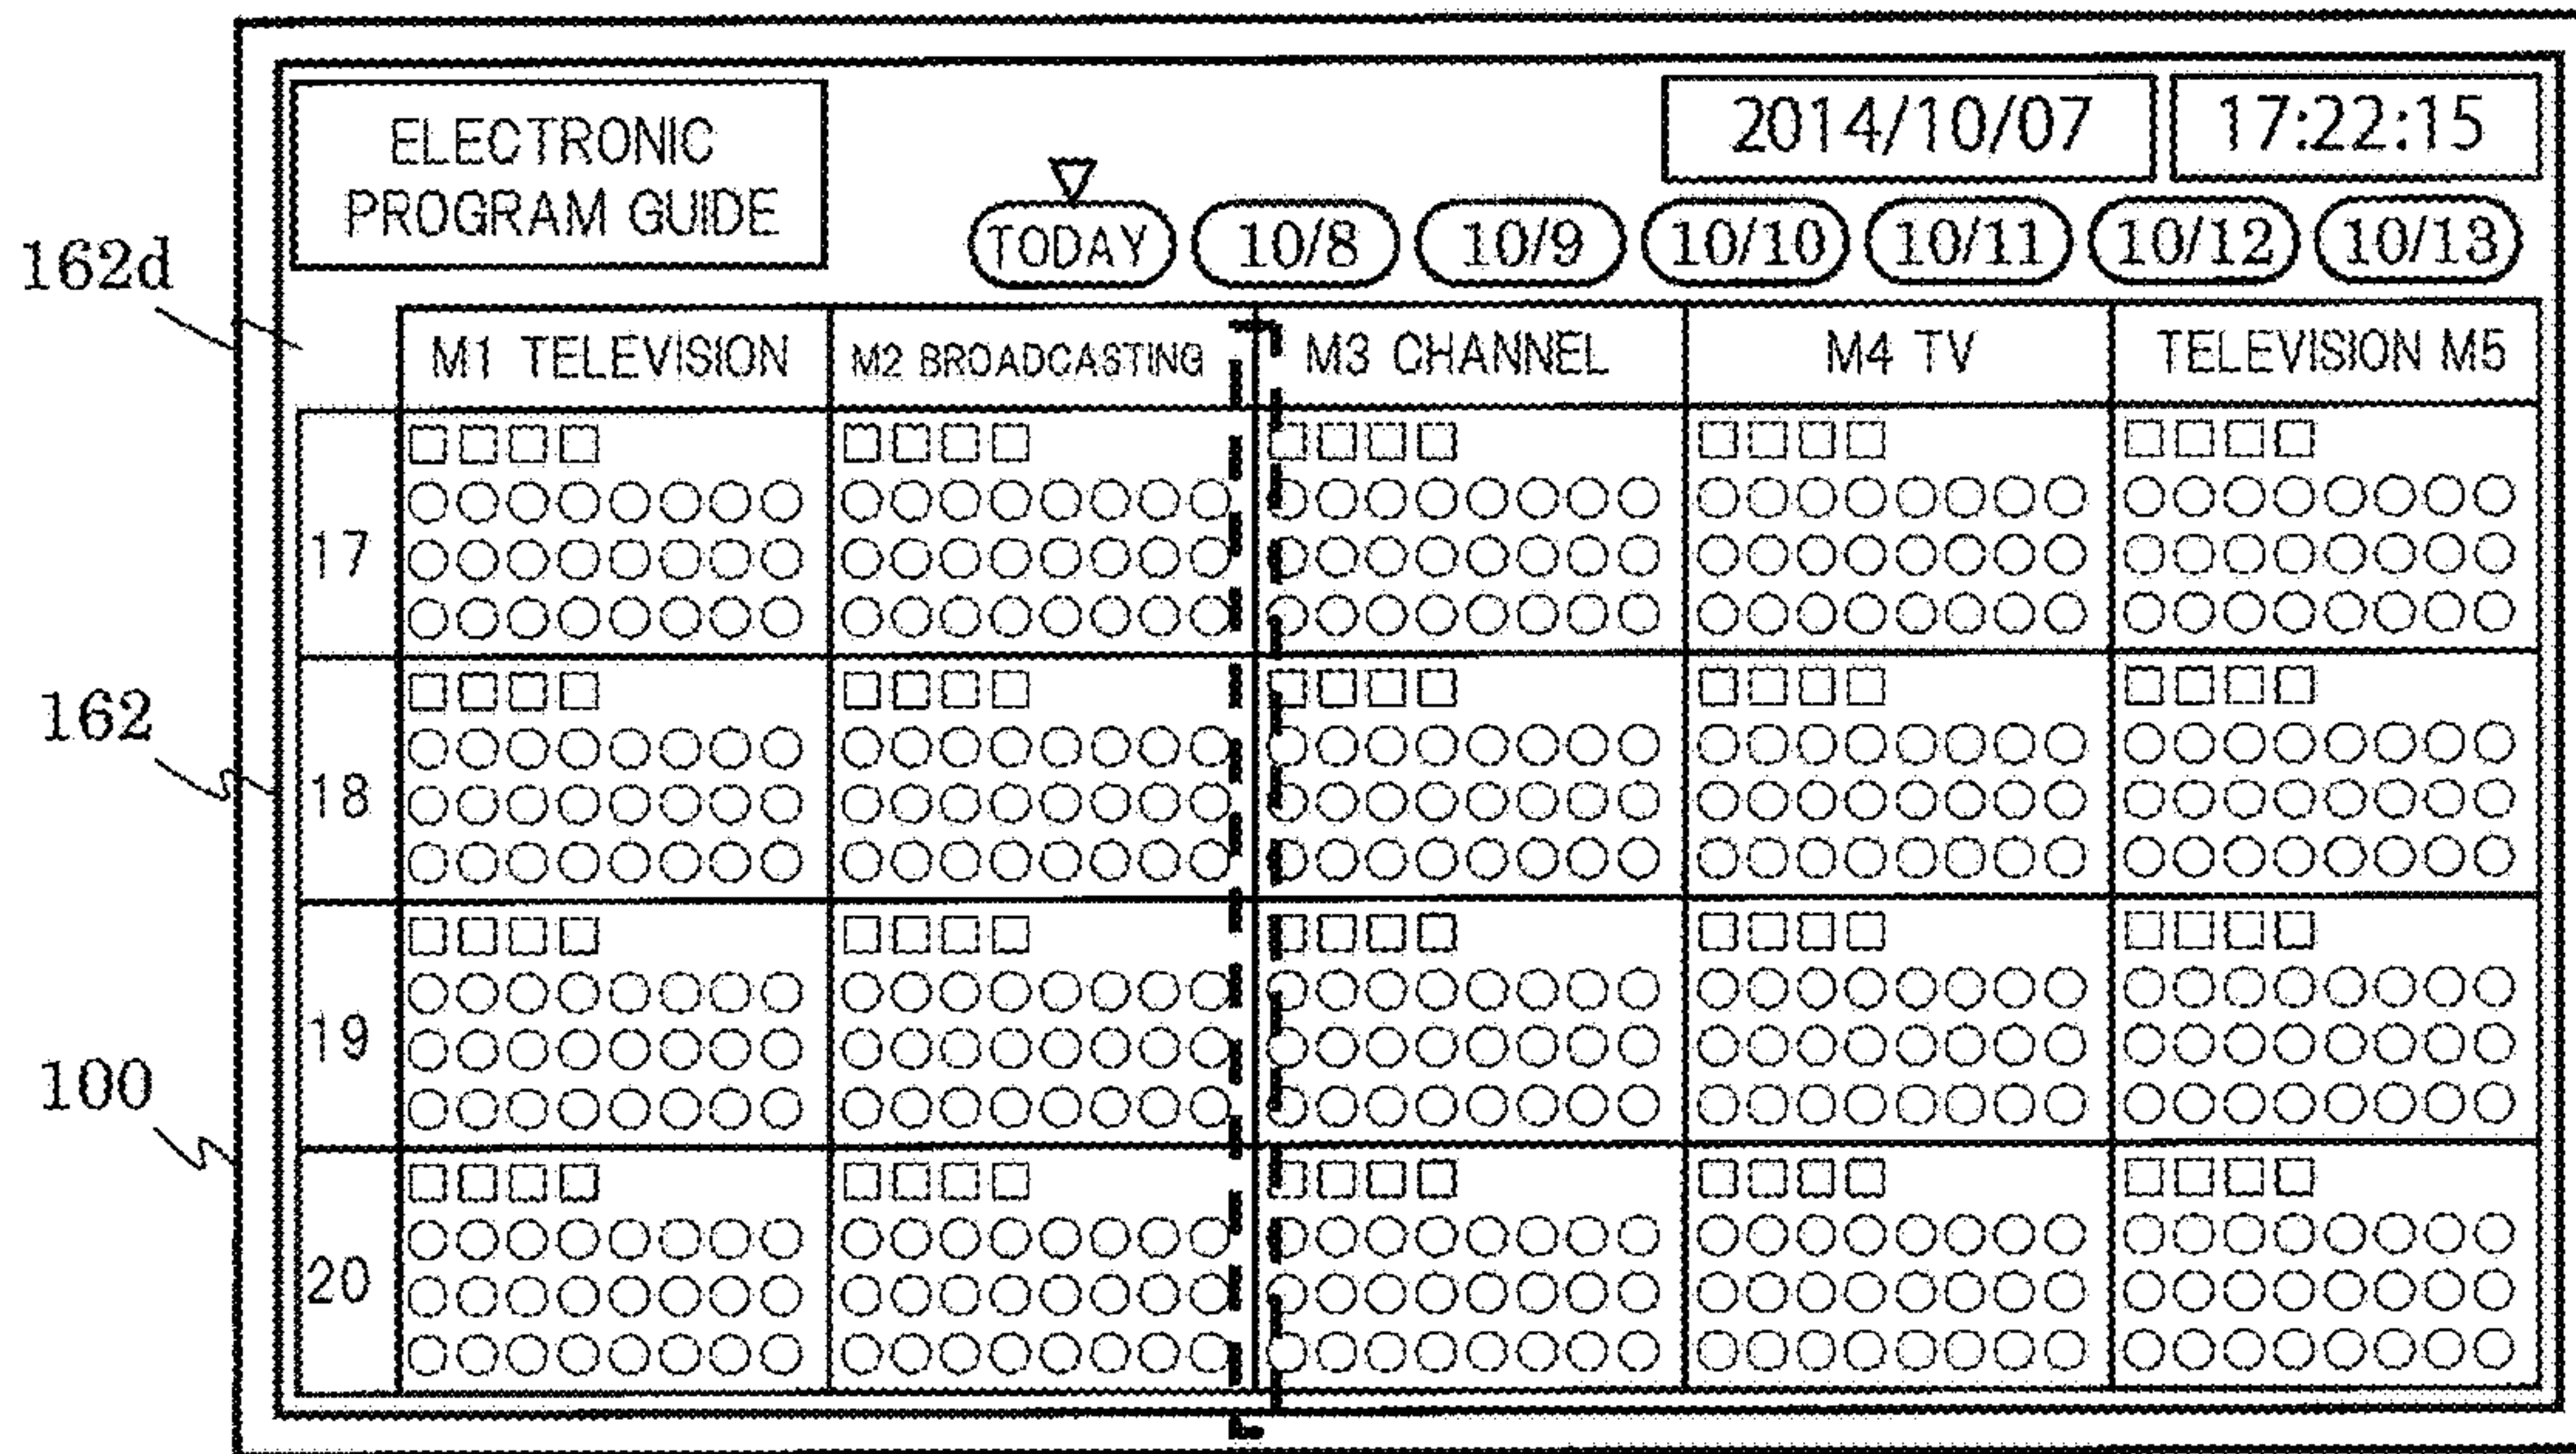 ELECTRONIC
PROGRAM GUIDE
2014/10/07 17:22:15
TODAY 10/8 10/9 10/10 10/11 10/12 10/13
162d
M1 TELEVISION M2 BROADCASTING M3 CHANNEL M4 TV TELEVISION M5
17
162
18
19
100
20